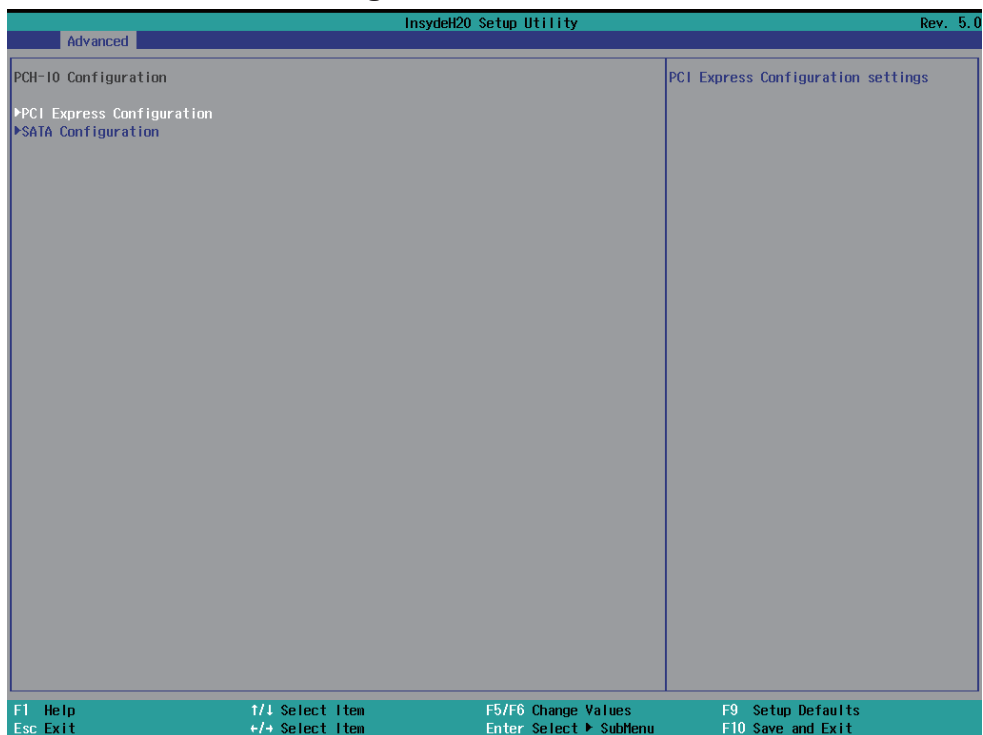 InsydeH20 Setup Utility Rev. 5.0
Advanced
PCH-IO Configuration
PCI Express Configuration settings
▶PCI Express Configuration
▶SATA Configuration
F1 Help ↑/↓ Select Item F5/F6 Change Values F9 Setup Defaults
Esc Exit ←/→ Select Item Enter Select ▶ SubMenu F10 Save and Exit